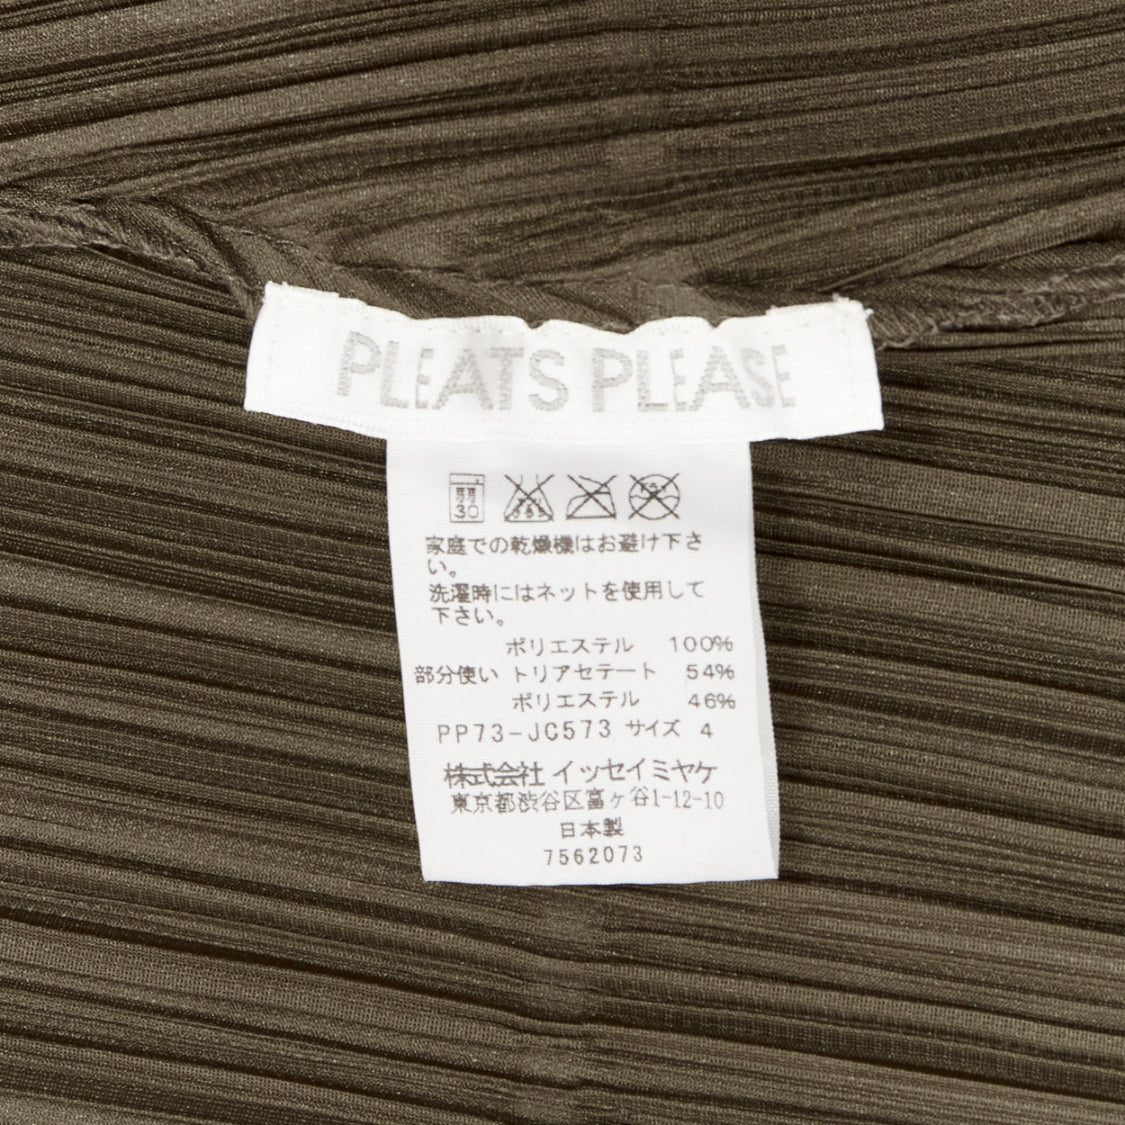 PLEATS PLEASE
弱
30
家庭での乾燥機はお避け下さ
い。
洗濯時にはネットを使用して
下さい。
ポリエステル 100%
部分使い トリアセテート 54%
ポリエステル 46%
PP73-JC573 サイズ 4
株式会社 イッセイミヤケ
東京都渋谷区富ヶ谷1-12-10
日本製
7562073